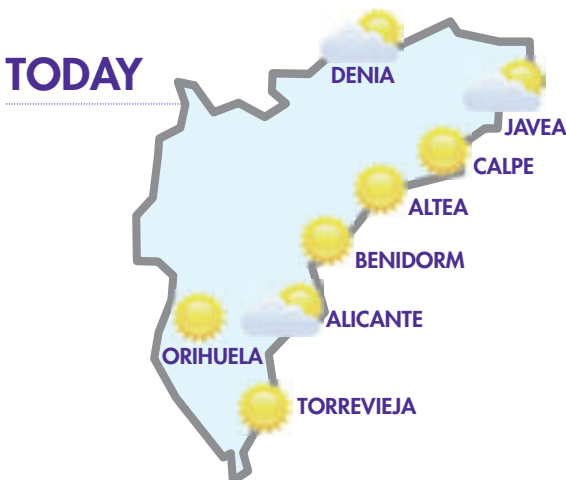 TODAY
DENIA
JAVEA
CALPE
ALTEA
BENIDORM
ALICANTE
ORIHUELA
TORREVIEJA